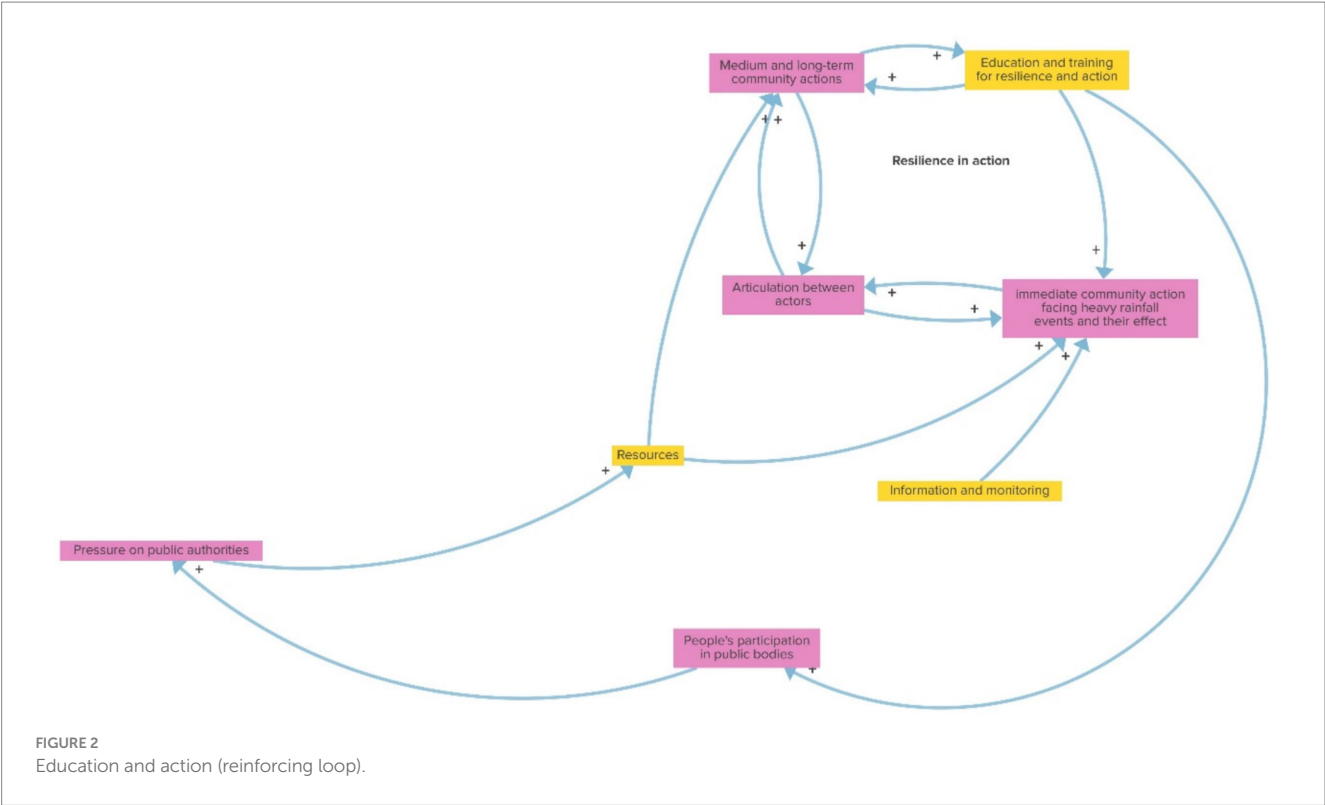 Medium and long-term
community actions
+
+
Education and training
for resilience and action
+ +
Resilience in action
+
+
Articulation between
actors
+
+
immediate community action
facing heavy rainfall
events and their effect
+
+
Resources
+
Information and monitoring
Pressure on public authorities
+
People's participation
in public bodies
+
FIGURE 2
Education and action (reinforcing loop).